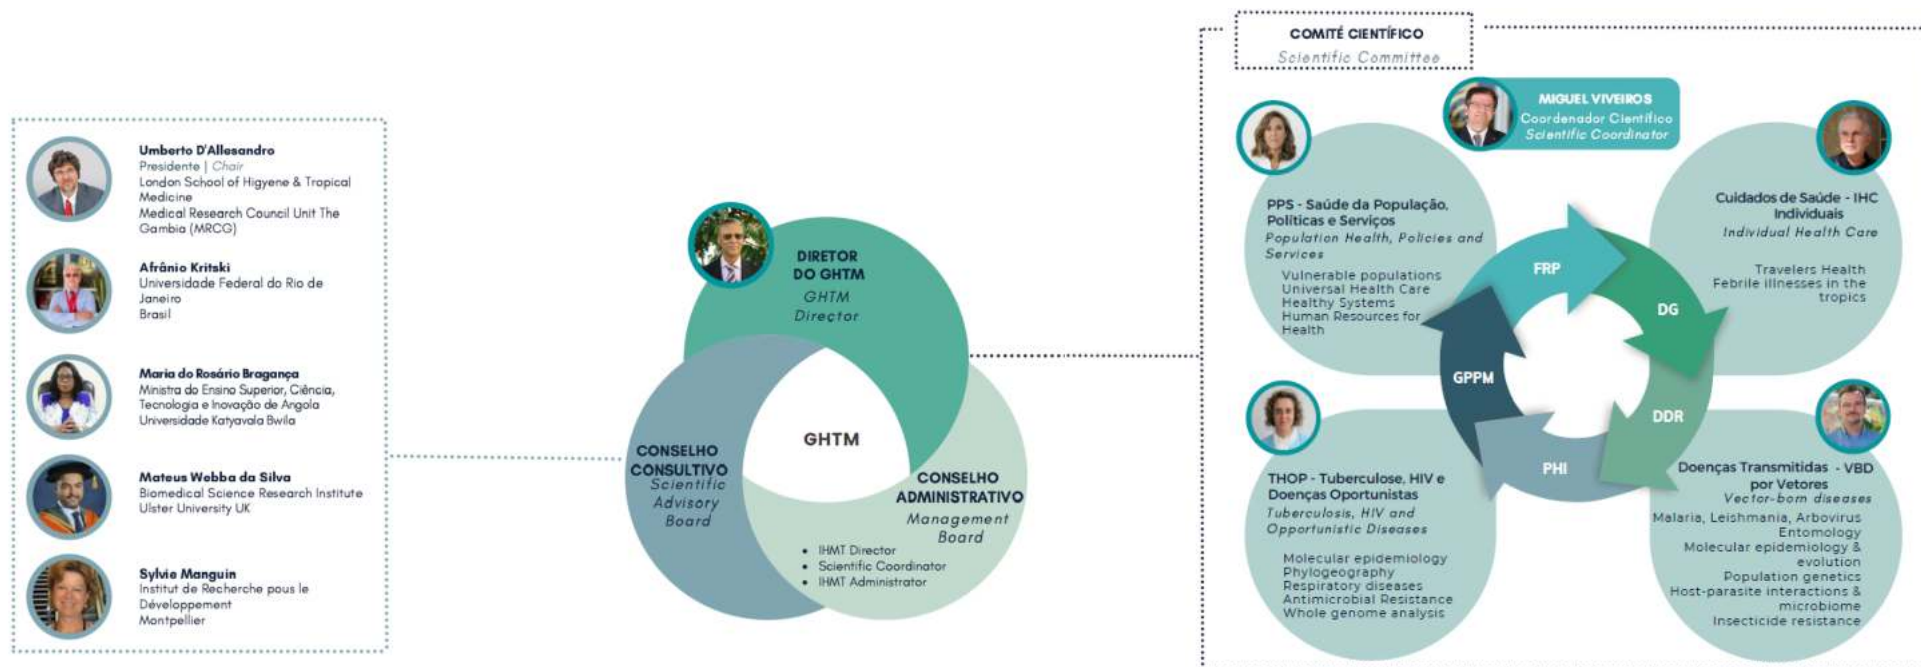 Umberto D'Allesandro
Presidente | Chair
London School of Higyene & Tropical
Medicine
Medical Research Council Unit The
Gambia (MRCG)
Afrânio Kritski
Universidade Federal do Rio de
Janeiro
Brasil
Maria do Rosário Bragança
Ministra do Ensino Superior, Ciência,
Tecnologia e Inovação de Angola
Universidade Katyavala Bwila
Mateus Webba da Silva
Biomedical Science Research Institute
Ulster University UK
Sylvie Manguin
Institut de Recherche pous le
Développement
Montpellier
DIRETOR
DO GHTM
GHTM
Director
GHTM
CONSELHO
CONSULTIVO
Scientific
Advisory
Board
CONSELHO
ADMINISTRATIVO
Management
Board
• IHMT Director
• Scientific Coordinator
• IHMT Administrator
COMITÉ CIENTÍFICO
Scientific Committee
MIGUEL VIVEIROS
Coordenador Científico
Scientific Coordinator
PPS - Saúde da População,
Políticas e Serviços
Population Health, Policies and
Services
Vulnerable populations
Universal Health Care
Healthy Systems
Human Resources for
Health
Cuidados de Saúde - IHC
Individuais
Individual Health Care
Travelers Health
Febrile illnesses in the
tropics
FRP
DG
DDR
PHI
GPPM
THOP - Tuberculose, HIV e
Doenças Oportunistas
Tuberculosis, HIV and
Opportunistic Diseases
Molecular epidemiology
Phylogeography
Respiratory diseases
Antimicrobial Resistance
Whole genome analysis
Doenças Transmitidas - VBD
por Vetores
Vector-born diseases
Malaria, Leishmania, Arbovirus
Entomology
Molecular epidemiology &
evolution
Population genetics
Host-parasite interactions &
microbiome
Insecticide resistance